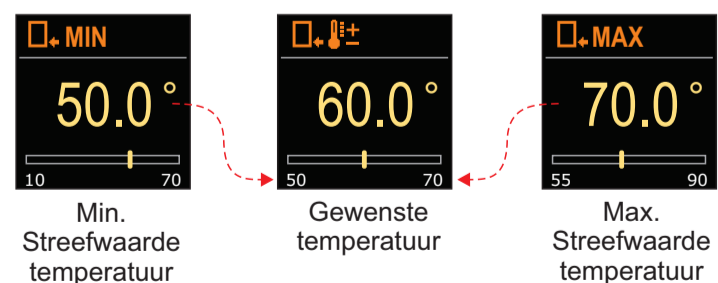 MIN
50.0°
10 70
Min.
Streefwaarde
temperatuur
60.0°
50 70
Gewenste
temperatuur
MAX
70.0°
55 90
Max.
Streefwaarde
temperatuur